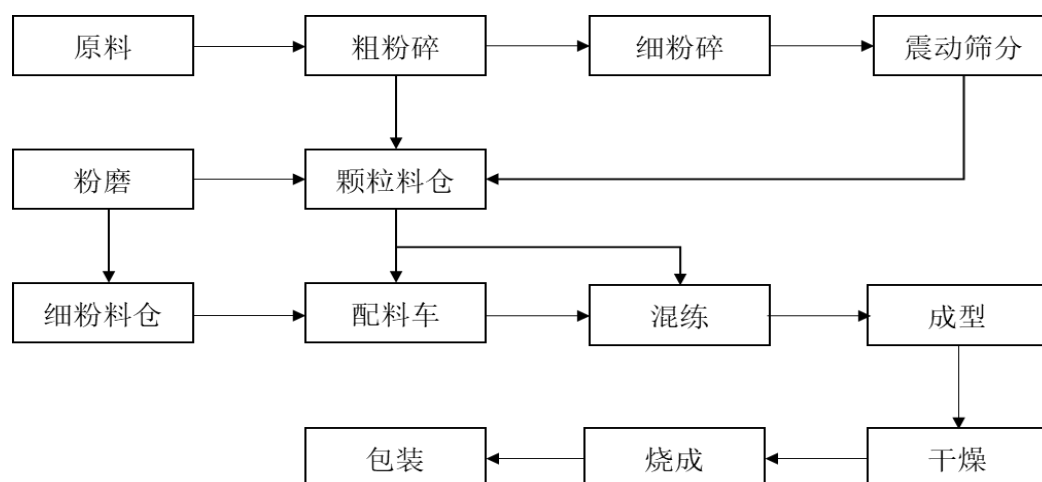 原料
粗粉碎
细粉碎
震动筛分
粉磨
颗粒料仓
细粉料仓
配料车
混练
成型
包装
烧成
干燥